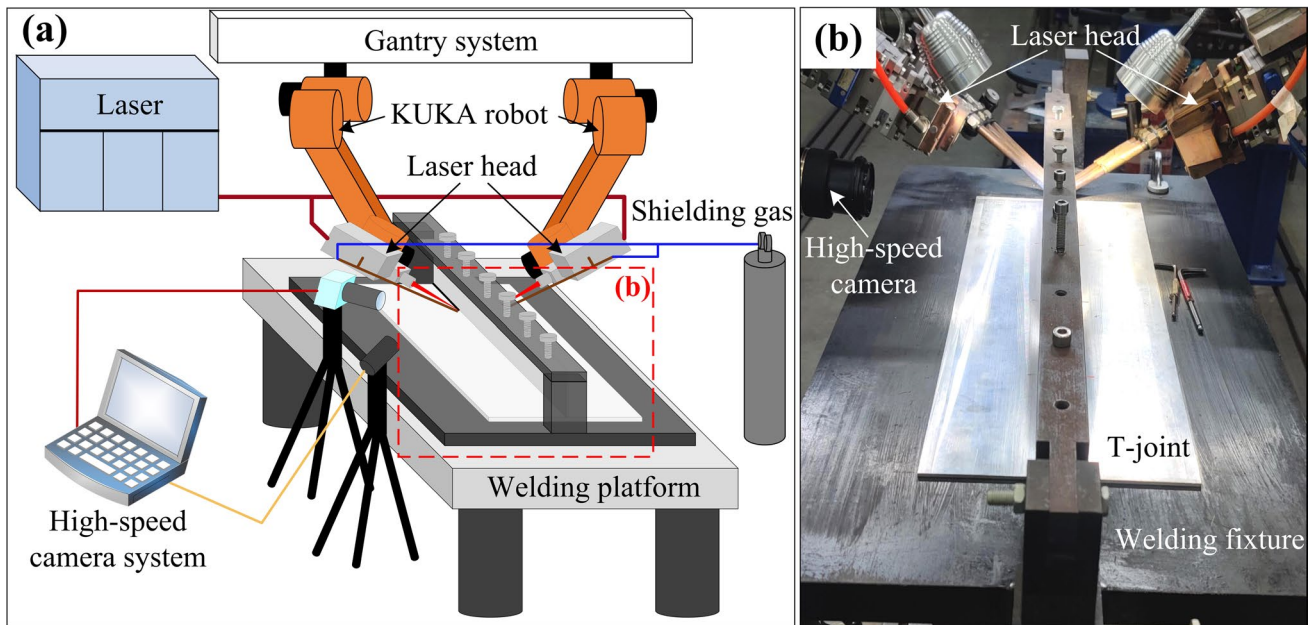 (a)
Gantry system
Laser
KUKA robot
Laser head
Shielding gas
(b)
Welding platform
High-speed
camera system
(b)
Laser head
High-speed
camera
T-joint
Welding fixture